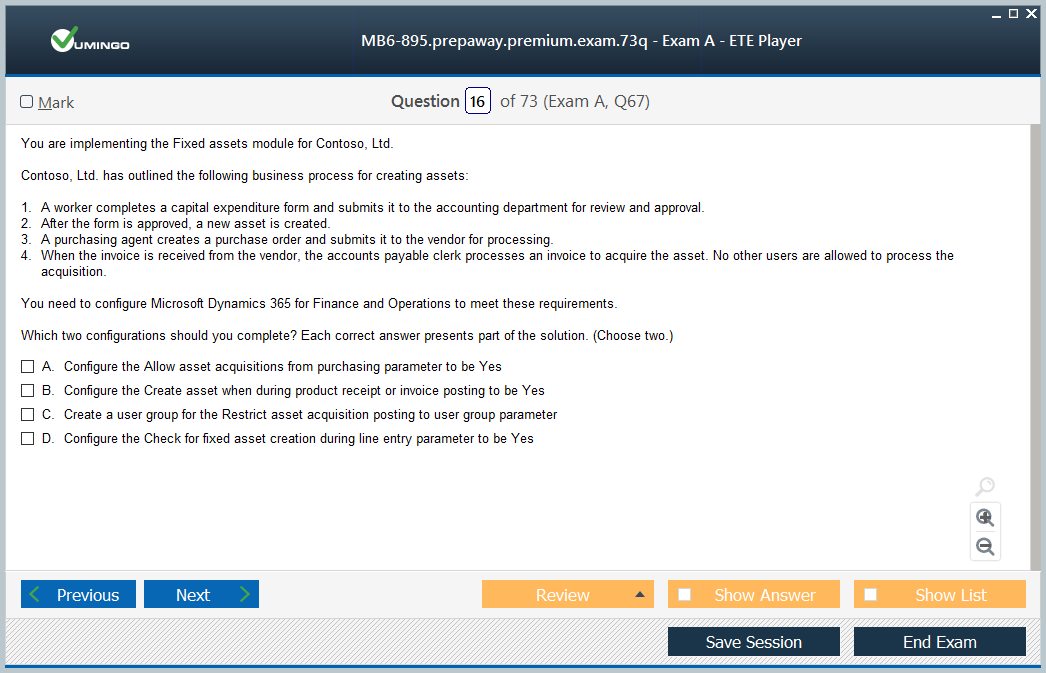 VUMINGO
MB6-895.prepaway.premium.exam.73q - Exam A - ETE Player
Mark
Question 16 of 73 (Exam A, Q67)
You are implementing the Fixed assets module for Contoso, Ltd.
Contoso, Ltd. has outlined the following business process for creating assets:
1. A worker completes a capital expenditure form and submits it to the accounting department for review and approval.
2. After the form is approved, a new asset is created.
3. A purchasing agent creates a purchase order and submits it to the vendor for processing.
4. When the invoice is received from the vendor, the accounts payable clerk processes an invoice to acquire the asset. No other users are allowed to process the
acquisition.
You need to configure Microsoft Dynamics 365 for Finance and Operations to meet these requirements.
Which two configurations should you complete? Each correct answer presents part of the solution. (Choose two.)
A. Configure the Allow asset acquisitions from purchasing parameter to be Yes
B. Configure the Create asset when during product receipt or invoice posting to be Yes
C. Create a user group for the Restrict asset acquisition posting to user group parameter
D. Configure the Check for fixed asset creation during line entry parameter to be Yes
Previous
Next
Review
Show Answer
Show List
Save Session
End Exam